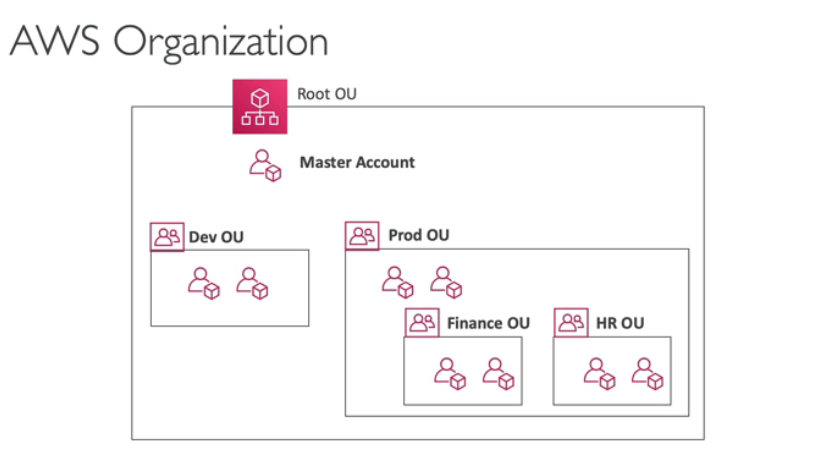 AWS Organization
Root OU
Master Account
Dev OU
Prod OU
Finance OU
HR OU